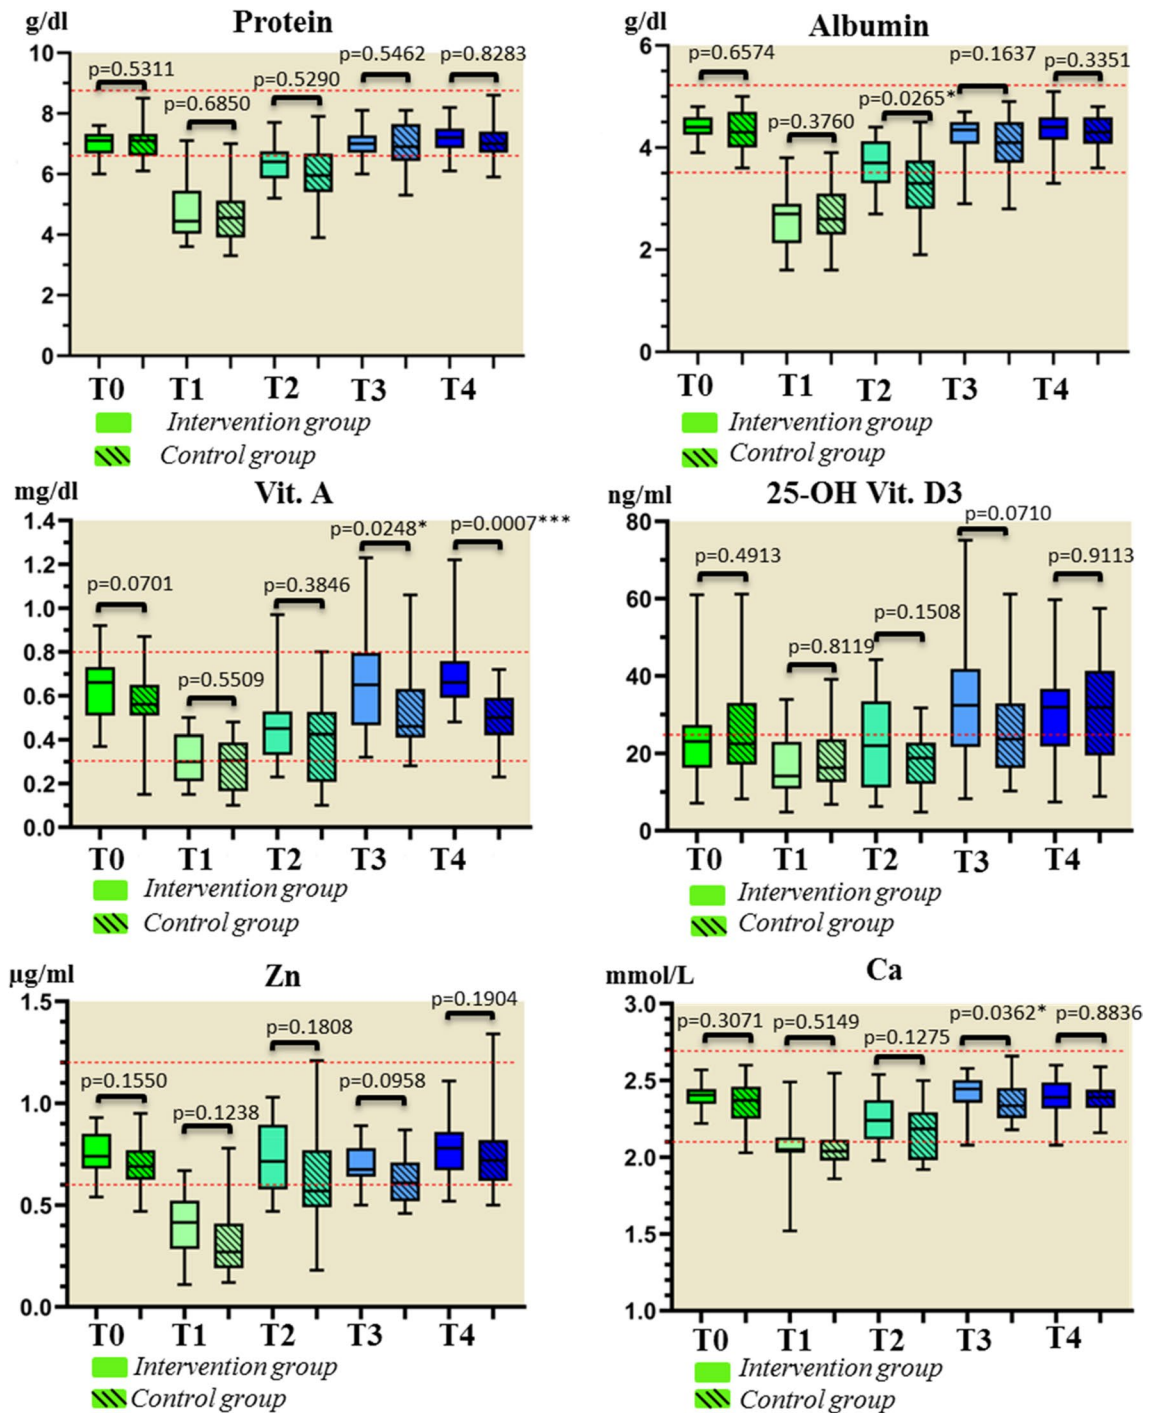 Protein
g/dl
p=0.5311
p=0.6850
p=0.5290
p=0.5462
p=0.8283
10
8
6
4
2
0
T0 T1 T2 T3 T4
Intervention group
Control group
Albumin
g/dl
p=0.6574
p=0.3760
p=0.0265*
p=0.1637
p=0.3351
6
4
2
0
T0 T1 T2 T3 T4
Intervention group
Control group
Vit. A
mg/dl
p=0.0701
p=0.5509
p=0.3846
p=0.0248*
p=0.0007***
1.4
1.2
1.0
0.8
0.6
0.4
0.2
0.0
T0 T1 T2 T3 T4
Intervention group
Control group
25-OH Vit. D3
ng/ml
p=0.4913
p=0.8119
p=0.1508
p=0.0710
p=0.9113
80
60
40
20
0
T0 T1 T2 T3 T4
Intervention group
Control group
Zn
µg/ml
p=0.1550
p=0.1238
p=0.1808
p=0.0958
p=0.1904
1.5
1.0
0.5
0.0
T0 T1 T2 T3 T4
Intervention group
Control group
Ca
mmol/L
p=0.3071
p=0.5149
p=0.1275
p=0.0362*
p=0.8836
3.0
2.5
2.0
1.5
1.0
T0 T1 T2 T3 T4
Intervention group
Control group